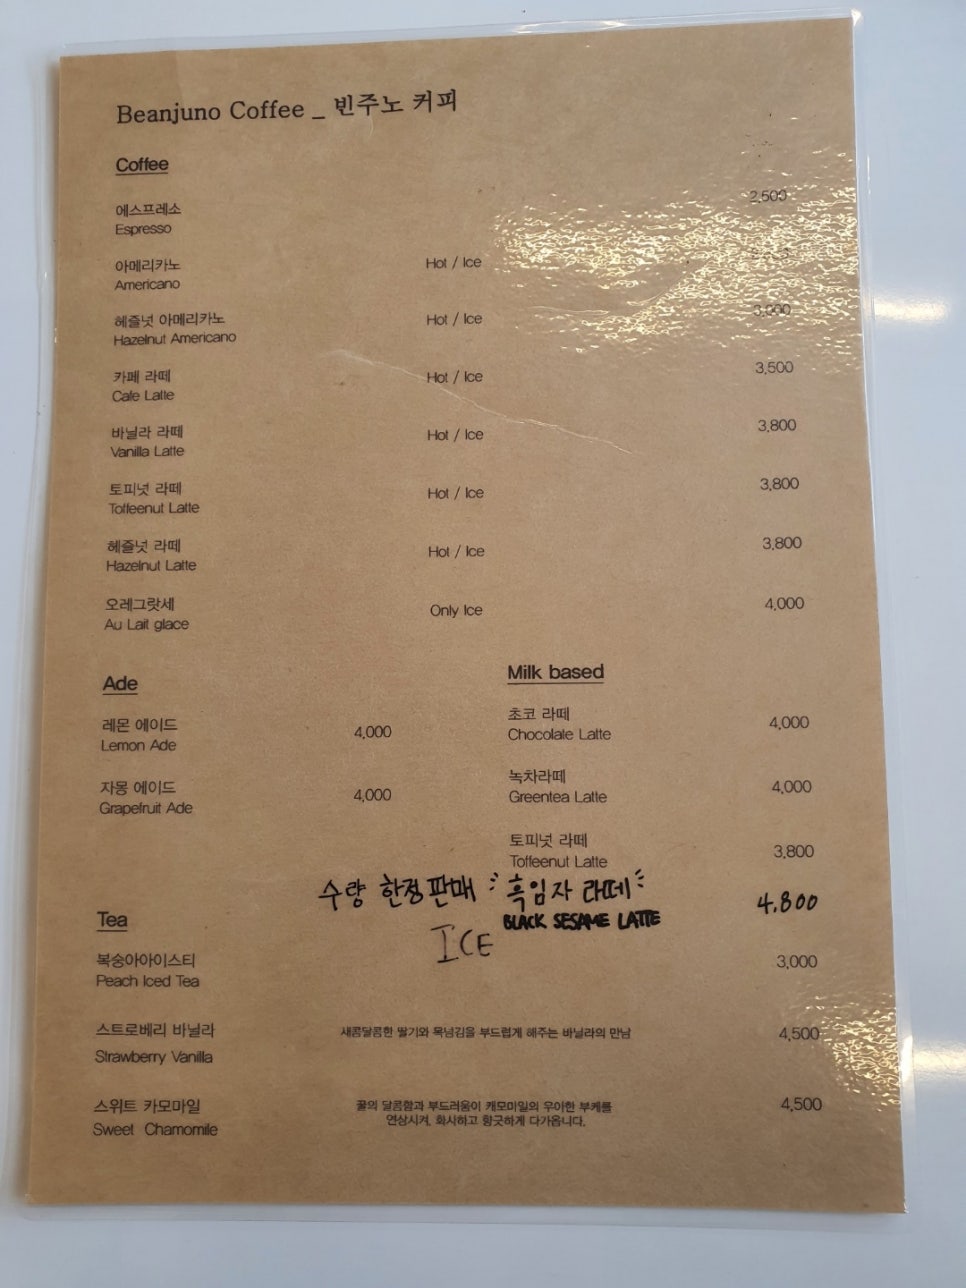 Beanjuno Coffee _ 빈주노 커피
Coffee
에스프레소 2,500
Espresso
아메리카노 Hot / Ice
Americano
헤즐넛 아메리카노 Hot / Ice 3,000
Hazelnut Americano
카페 라떼 Hot / Ice 3,500
Cafe Latte
바닐라 라떼 Hot / Ice 3,800
Vanilla Latte
토피넛 라떼 Hot / Ice 3,800
Toffeenut Latte
헤즐넛 라떼 Hot / Ice 3,800
Hazelnut Latte
오레그랏세 Only Ice 4,000
Au Lait glace
Ade
레몬 에이드 4,000
Lemon Ade
자몽 에이드 4,000
Grapefruit Ade
Milk based
초코 라떼 4,000
Chocolate Latte
녹차라떼 4,000
Greentea Latte
토피넛 라떼 3,800
Toffeenut Latte
수량 한정판매 흑임자 라떼 4,800
BLACK SESAME LATTE
ICE
Tea
복숭아아이스티 3,000
Peach Iced Tea
스트로베리 바닐라 새콤달콤한 딸기와 목넘김을 부드럽게 해주는 바닐라의 만남 4,500
Strawberry Vanilla
스위트 카모마일 꿀의 달콤함과 부드러움이 캐모마일의 우아한 부케를 4,500
연상시켜, 화사하고 향긋하게 다가옵니다.
Sweet Chamomile